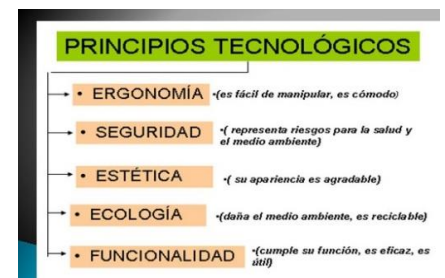 PRINCIPIOS TECNOLÓGICOS
• ERGONOMÍA •(es fácil de manipular, es cómodo)
• SEGURIDAD •( representa riesgos para la salud y
el medio ambiente)
• ESTÉTICA •( su apariencia es agradable)
• ECOLOGÍA •(daña el medio ambiente, es reciclable)
• FUNCIONALIDAD •(cumple su función, es eficaz, es
útil)